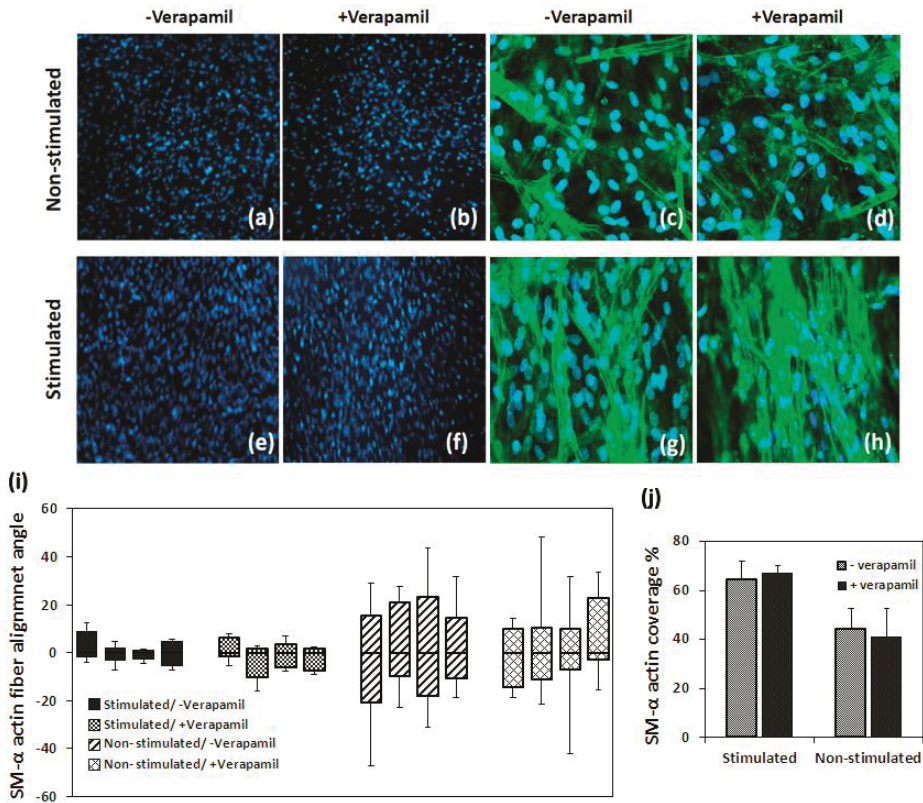 -Verapamil +Verapamil -Verapamil +Verapamil
Non-stimulated
(a) (b) (c) (d)
Stimulated
(e) (f) (g) (h)
(i)
SM-α actin fiber alignmnet angle
60
40
20
0
-20
-40
-60
Stimulated/ -Verapamil
Stimulated/ +Verapamil
Non-stimulated/ -Verapamil
Non- stimulated/ +Verapamil
(j)
SM-α actin coverage %
80
60
40
20
0
- verapamil
+ verapamil
Stimulated Non-stimulated